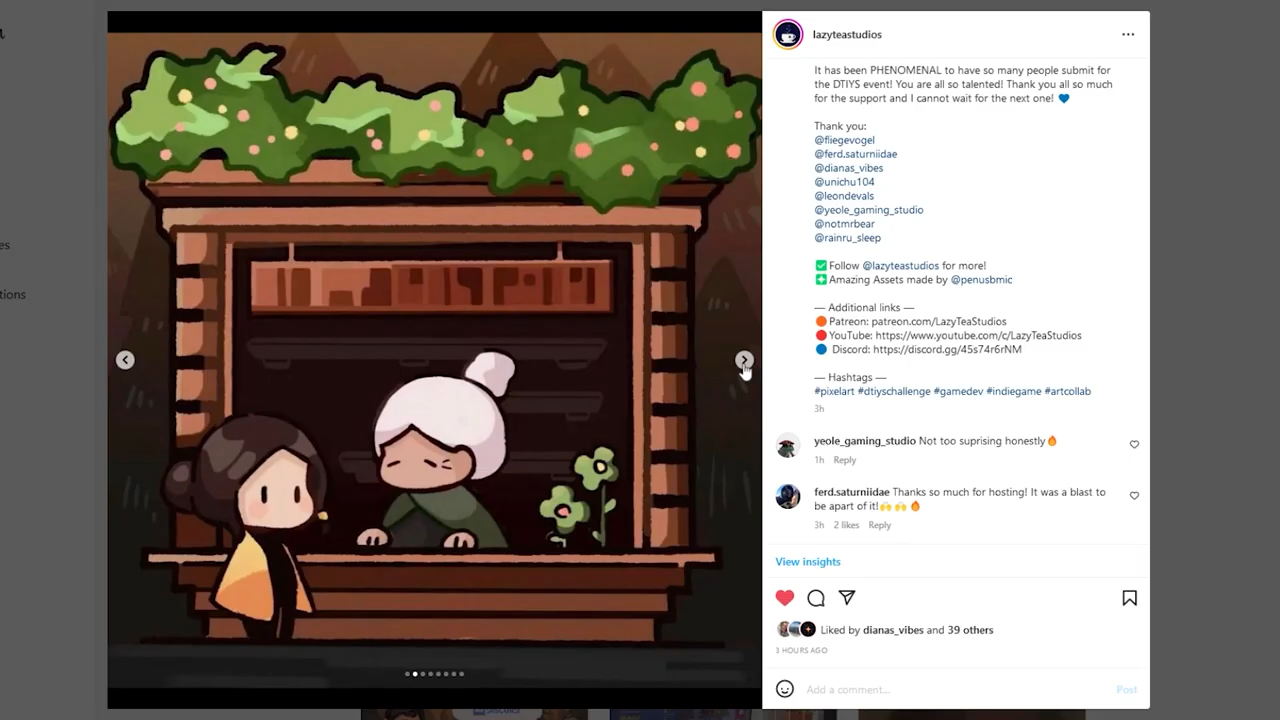 es
tions
lazyteastudios
It has been PHENOMENAL to have so many people submit for
the DTIYS event! You are all so talented! Thank you all so much
for the support and I cannot wait for the next one! 💙
Thank you:
@fliegevogel
@ferd.saturniidae
@dianas_vibes
@unichu104
@leondevals
@yeole_gaming_studio
@notmrbear
@rainru_sleep
✅ Follow @lazyteastudios for more!
Amazing Assets made by @penusbmic
— Additional links —
🟠 Patreon: patreon.com/LazyTeaStudios
🔴 YouTube: https://www.youtube.com/c/LazyTeaStudios
🔵 Discord: https://discord.gg/45s74r6rNM
— Hashtags —
#pixelart #dtiyschallenge #gamedev #indiegame #artcollab
3h
yeole_gaming_studio Not too suprising honestly🔥
1h Reply
ferd.saturniidae Thanks so much for hosting! It was a blast to
be apart of it!🙌 🙌 🔥
3h 2 likes Reply
View insights
Liked by dianas_vibes and 39 others
3 HOURS AGO
Add a comment...
Post